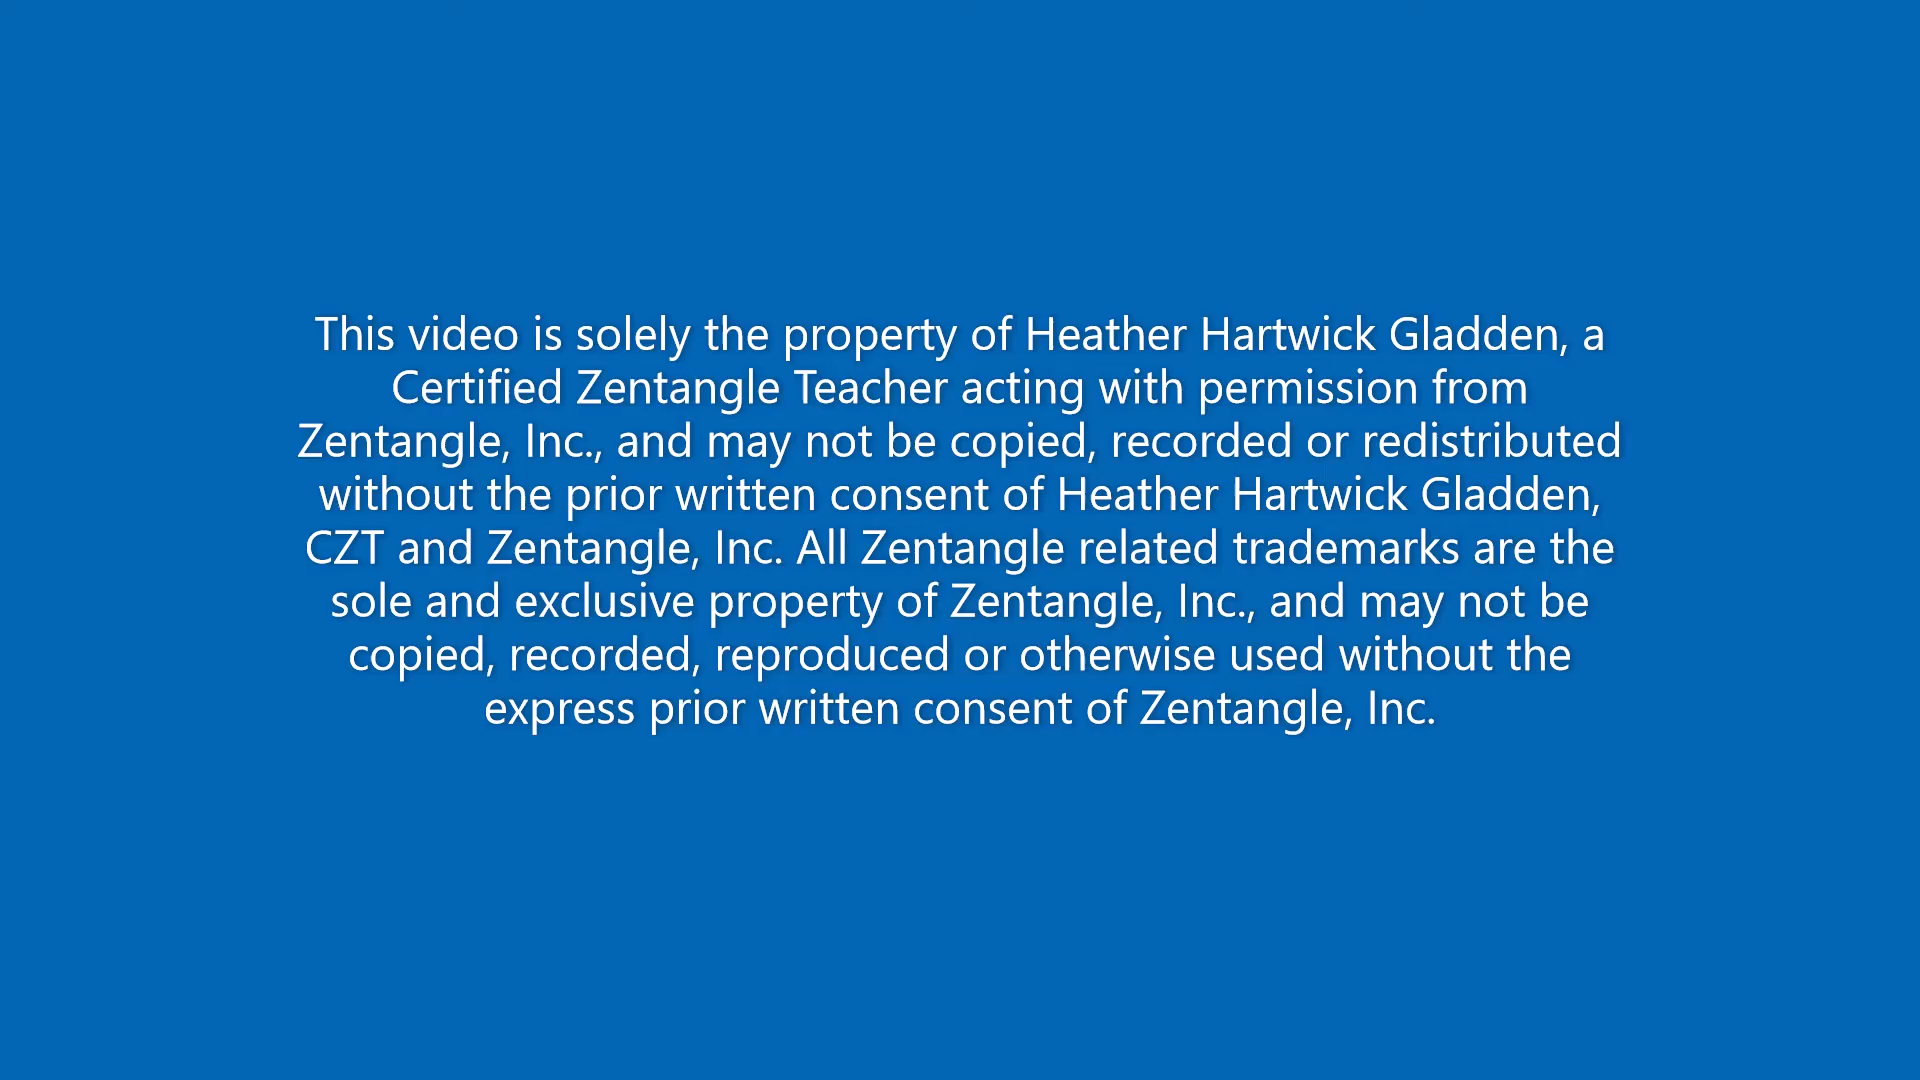 This video is solely the property of Heather Hartwick Gladden, a
Certified Zentangle Teacher acting with permission from
Zentangle, Inc., and may not be copied, recorded or redistributed
without the prior written consent of Heather Hartwick Gladden,
CZT and Zentangle, Inc. All Zentangle related trademarks are the
sole and exclusive property of Zentangle, Inc., and may not be
copied, recorded, reproduced or otherwise used without the
express prior written consent of Zentangle, Inc.